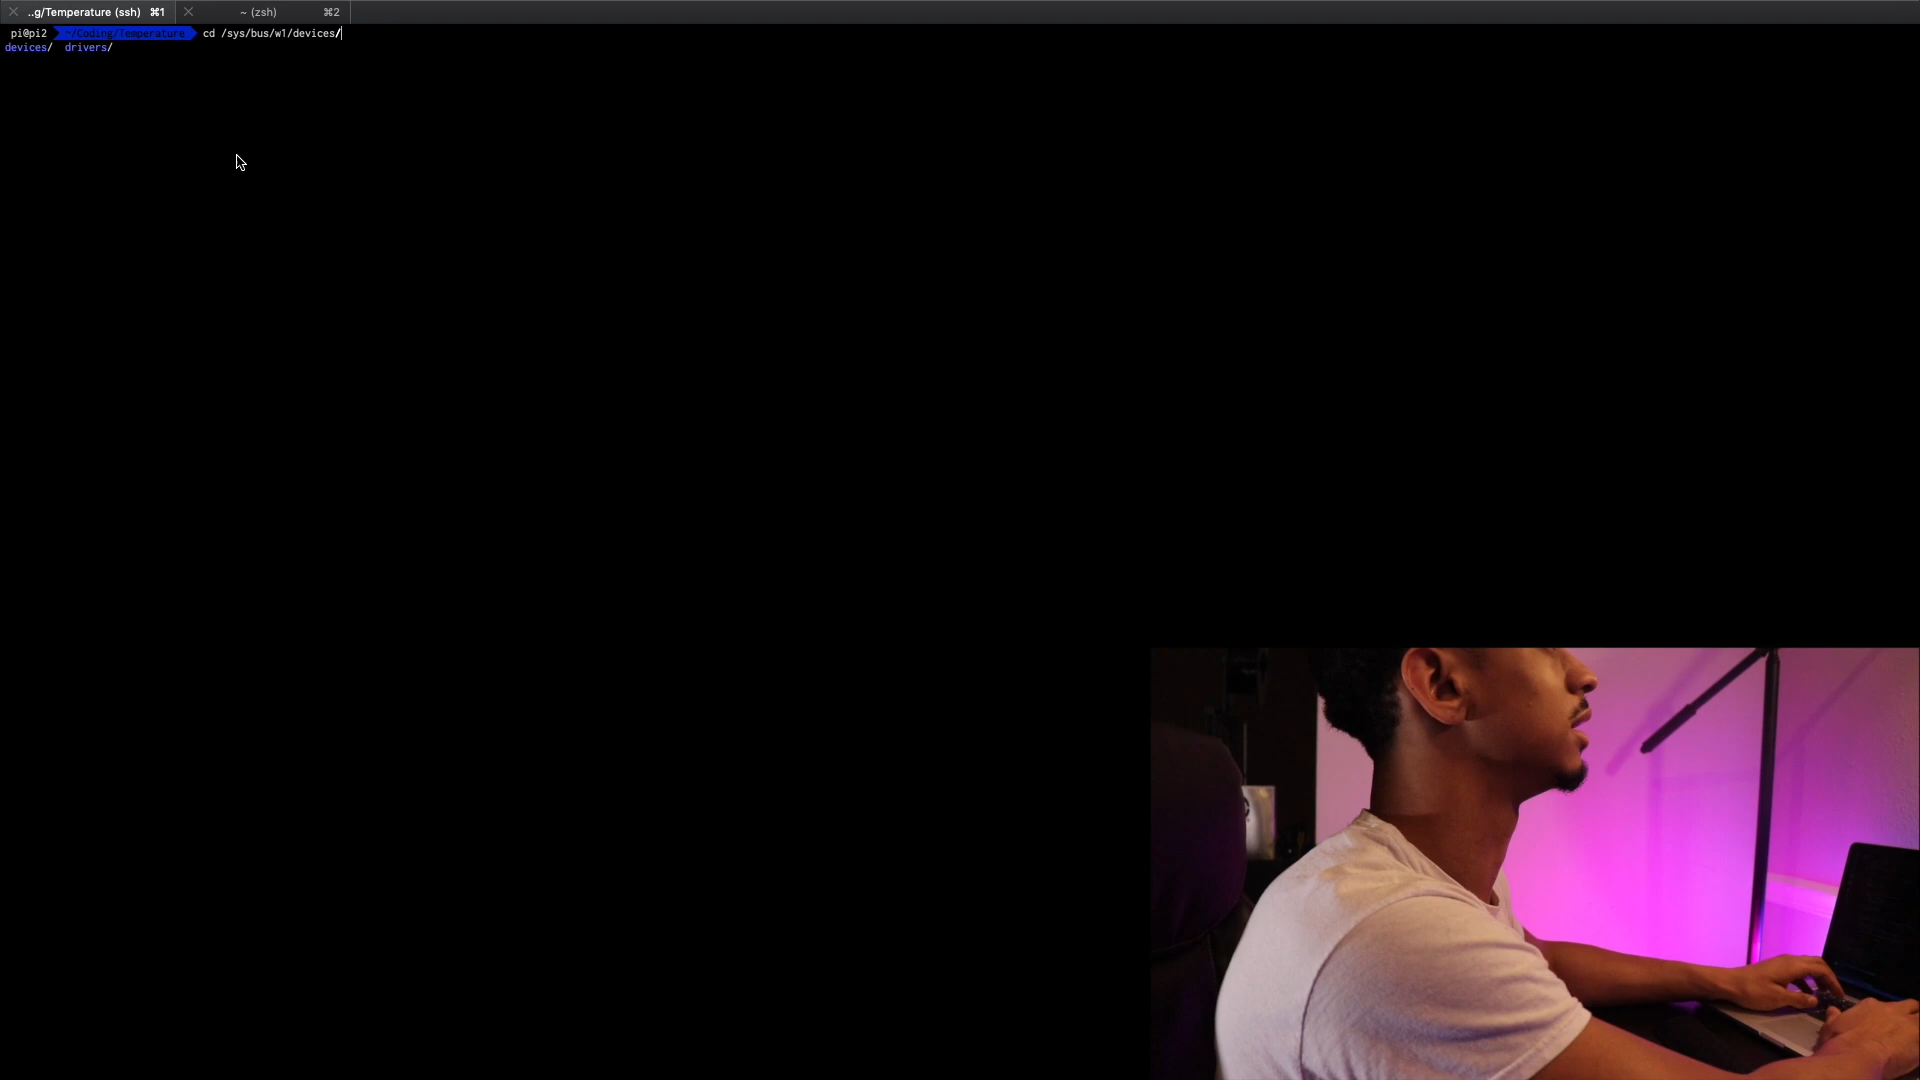 ..g/Temperature (ssh) ⌘1 ~ (zsh) ⌘2
pi@pi2 ~/Coding/Temperature cd /sys/bus/w1/devices/
devices/ drivers/